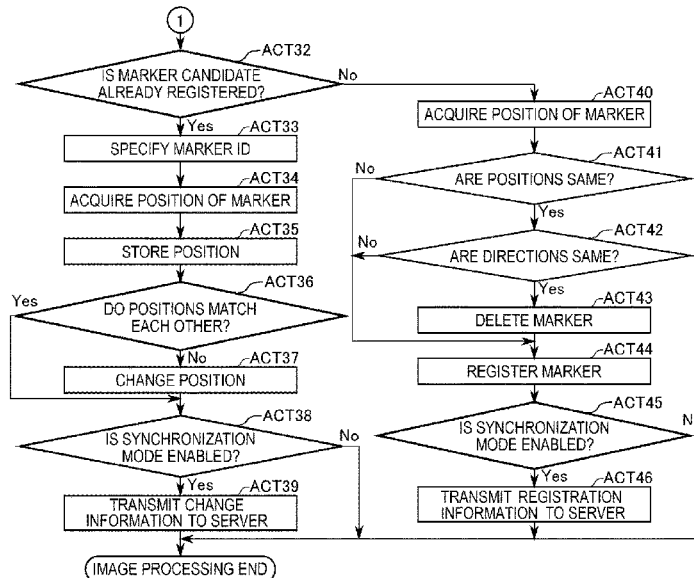 1
ACT32
IS MARKER CANDIDATE
ALREADY REGISTERED?
No
Yes
ACT33
SPECIFY MARKER ID
ACT34
ACQUIRE POSITION OF MARKER
ACT35
STORE POSITION
ACT36
Yes
DO POSITIONS MATCH
EACH OTHER?
No
ACT37
CHANGE POSITION
ACT38
IS SYNCHRONIZATION
MODE ENABLED?
No
Yes
ACT39
TRANSMIT CHANGE
INFORMATION TO SERVER
IMAGE PROCESSING END
ACT40
ACQUIRE POSITION OF MARKER
ACT41
No
ARE POSITIONS SAME?
Yes
ACT42
No
ARE DIRECTIONS SAME?
Yes
ACT43
DELETE MARKER
ACT44
REGISTER MARKER
ACT45
IS SYNCHRONIZATION
MODE ENABLED?
Yes
ACT46
TRANSMIT REGISTRATION
INFORMATION TO SERVER